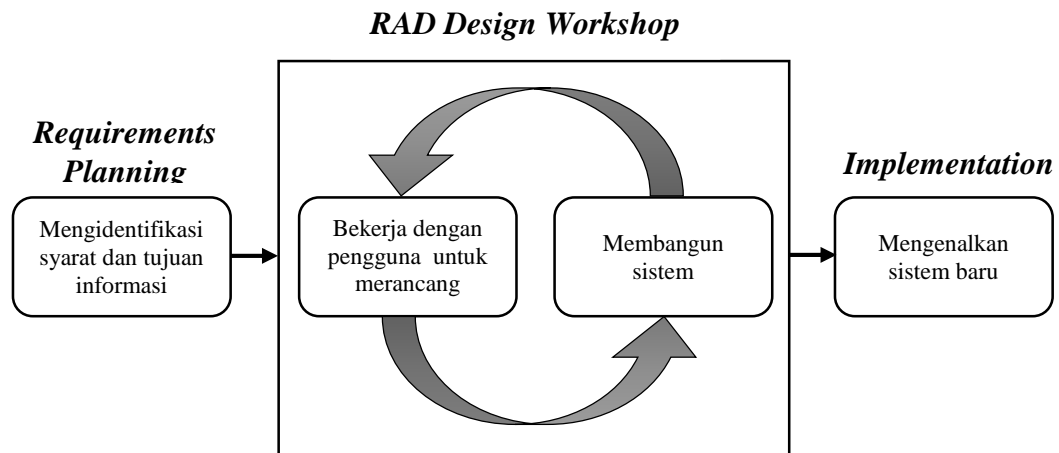 RAD Design Workshop
Requirements
Planning
Mengidentifikasi
syarat dan tujuan
informasi
Bekerja dengan
pengguna untuk
merancang
Membangun
sistem
Implementation
Mengenalkan
sistem baru